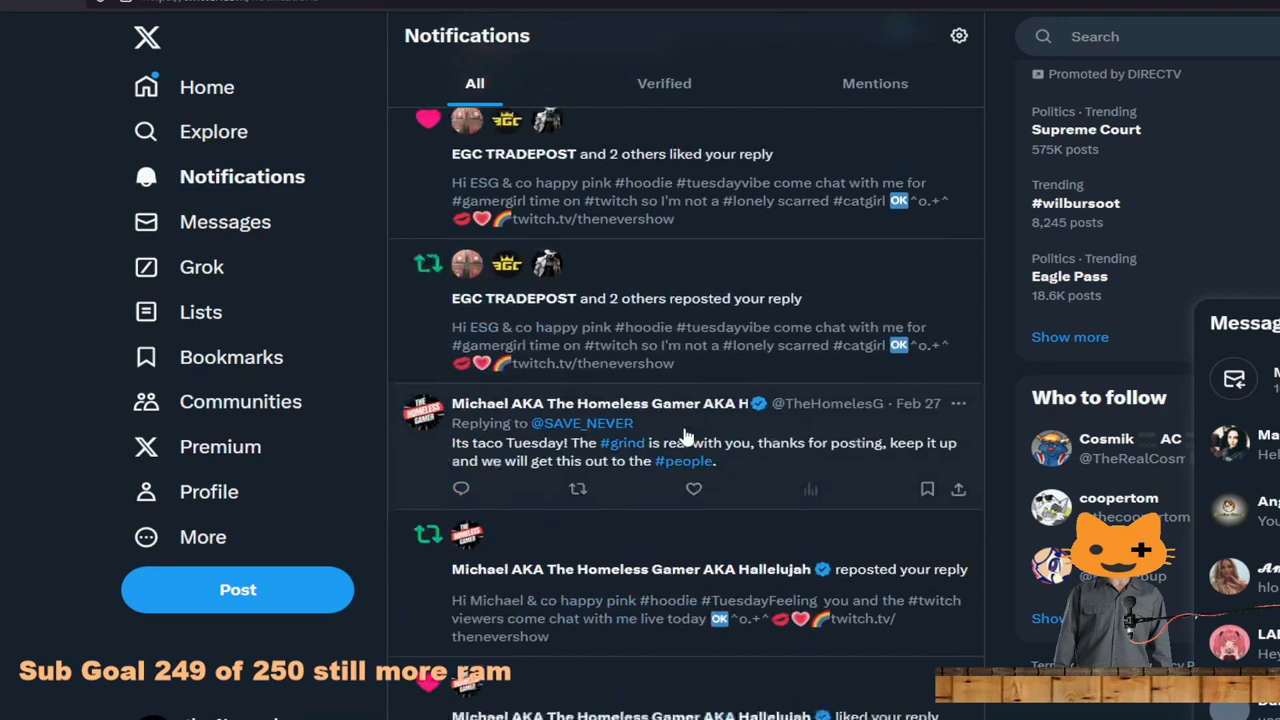 Notifications
Search
All
Verified
Mentions
Promoted by DIRECTV
Home
Explore
Notifications
Messages
Grok
Lists
Bookmarks
Communities
Premium
Profile
More
Post
EGC TRADEPOST and 2 others liked your reply
Hi ESG & co happy pink #hoodie #tuesdayvibe come chat with me for
#gamergirl time on #twitch so I'm not a #lonely scarred #catgirl 🆗^o.+^
💋💗🌈twitch.tv/thenevershow
EGC TRADEPOST and 2 others reposted your reply
Hi ESG & co happy pink #hoodie #tuesdayvibe come chat with me for
#gamergirl time on #twitch so I'm not a #lonely scarred #catgirl 🆗^o.+^
💋💗🌈twitch.tv/thenevershow
Michael AKA The Homeless Gamer AKA H @TheHomelesG · Feb 27
Replying to @SAVE_NEVER
Its taco Tuesday! The #grind is real with you, thanks for posting, keep it up
and we will get this out to the #people.
Michael AKA The Homeless Gamer AKA Hallelujah reposted your reply
Hi Michael & co happy pink #hoodie #TuesdayFeeling you and the #twitch
viewers come chat with me live today 🆗^o.+^💋💗🌈twitch.tv/
thenevershow
Michael AKA The Homeless Gamer AKA Hallelujah liked your reply
Politics · Trending
Supreme Court
575K posts
Trending
#wilbursoot
8,245 posts
Politics · Trending
Eagle Pass
18.6K posts
Show more
Who to follow
Cosmik AC
@TheRealCosm
coopertom
Messag
Sub Goal 249 of 250 still more ram